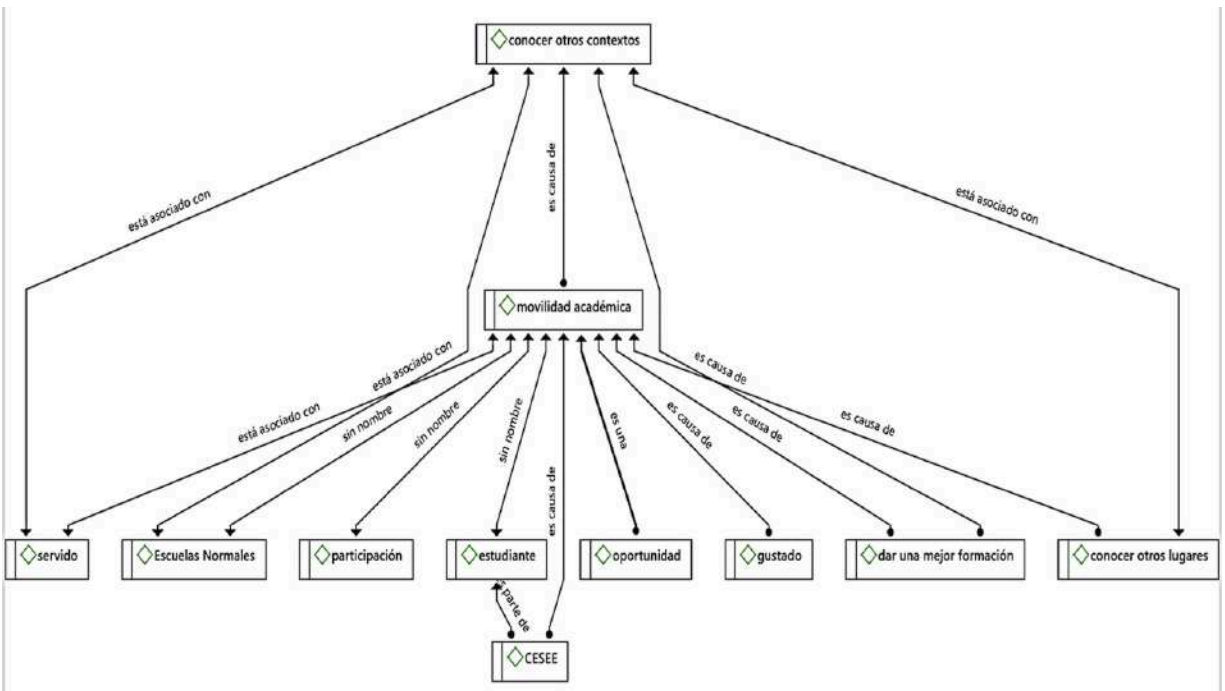 conocer otros contextos
es causa de
está asociado con
está asociado con
movilidad académica
está asociado con
es causa de
está asociado con
sin nombre
sin nombre
sin nombre
es una
es causa de
es causa de
es causa de
es causa de
servido
Escuelas Normales
participación
estudiante
oportunidad
gustado
dar una mejor formación
conocer otros lugares
es parte de
CESEE